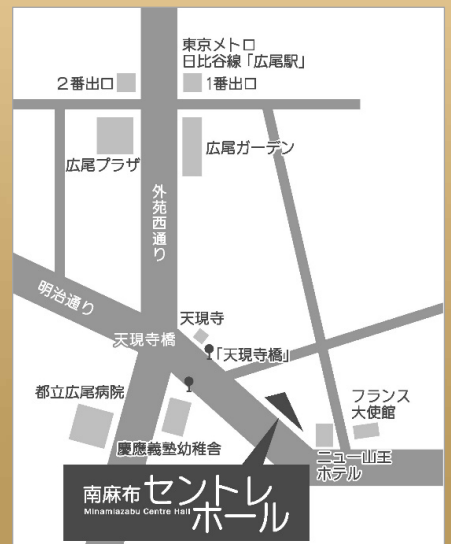 東京メトロ
日比谷線「広尾駅」
2番出口
1番出口
広尾プラザ
広尾ガーデン
外苑西通り
明治通り
天現寺
天現寺橋
「天現寺橋」
都立広尾病院
慶應義塾幼稚舎
フランス
大使館
ニュー山王
ホテル
南麻布 セントレ
Minamiazabu Centre Hall
ホール